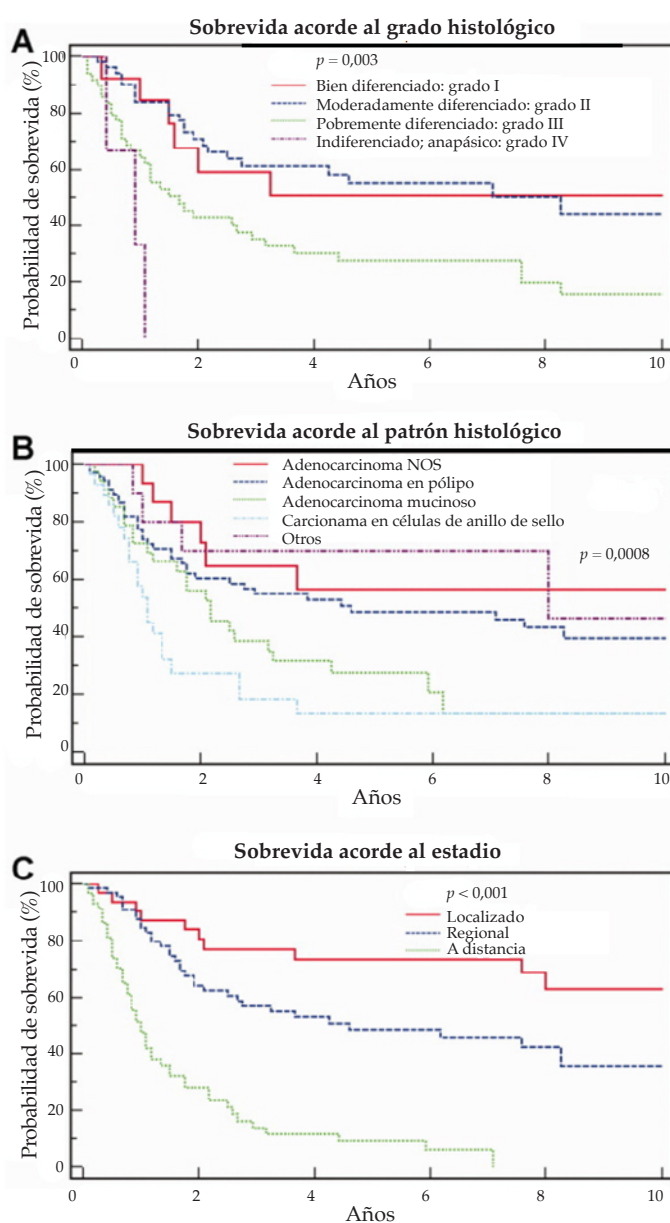 Sobrevida acorde al grado histológico
A
Probabilidad de sobrevida (%)
p = 0,003
Bien diferenciado: grado I
Moderadamente diferenciado: grado II
Pobremente diferenciado: grado III
Indiferenciado; anapásico: grado IV
100
80
60
40
20
0
0 2 4 6 8 10
Años
B
Sobrevida acorde al patrón histológico
Probabilidad de sobrevida (%)
Adenocarcinoma NOS
Adenocarcinoma en pólipo
Adenocarcinoma mucinoso
Carcionama en células de anillo de sello
Otros
p = 0,0008
100
80
60
40
20
0
0 2 4 6 8 10
Años
C
Sobrevida acorde al estadio
Probabilidad de sobrevida (%)
p < 0,001
Localizado
Regional
A distancia
100
80
60
40
20
0
0 2 4 6 8 10
Años